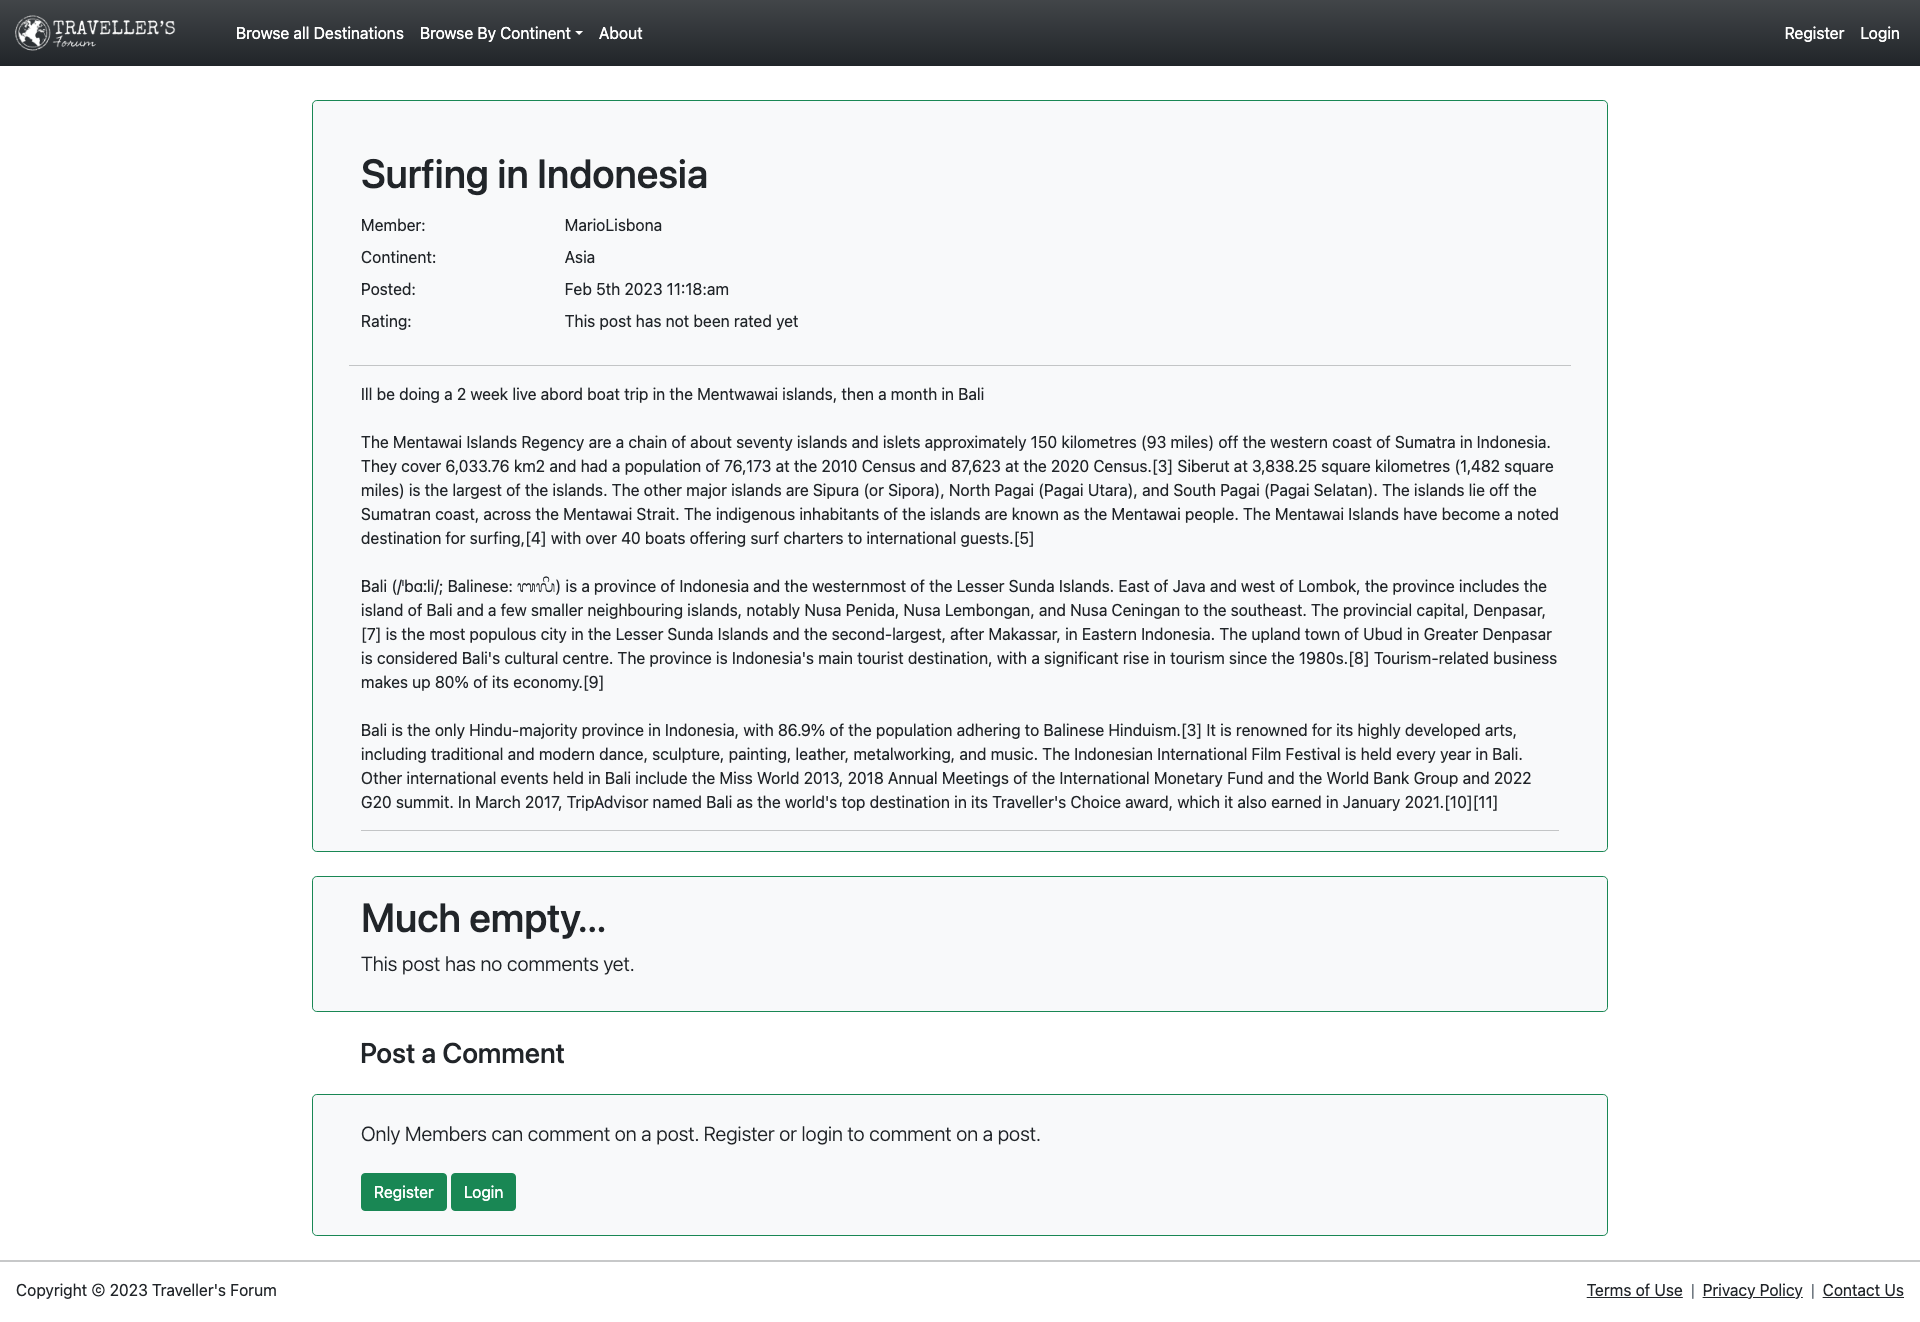 TRAVELLER'S
Forum
Browse all Destinations
Browse By Continent
About
Register
Login
Surfing in Indonesia
Member: MarioLisbona
Continent: Asia
Posted: Feb 5th 2023 11:18:am
Rating: This post has not been rated yet
Ill be doing a 2 week live abord boat trip in the Mentwawai islands, then a month in Bali
The Mentawai Islands Regency are a chain of about seventy islands and islets approximately 150 kilometres (93 miles) off the western coast of Sumatra in Indonesia.
They cover 6,033.76 km2 and had a population of 76,173 at the 2010 Census and 87,623 at the 2020 Census.[3] Siberut at 3,838.25 square kilometres (1,482 square
miles) is the largest of the islands. The other major islands are Sipura (or Sipora), North Pagai (Pagai Utara), and South Pagai (Pagai Selatan). The islands lie off the
Sumatran coast, across the Mentawai Strait. The indigenous inhabitants of the islands are known as the Mentawai people. The Mentawai Islands have become a noted
destination for surfing,[4] with over 40 boats offering surf charters to international guests.[5]
Bali (/ˈbɑːli/; Balinese: ᬩᬮᬶ) is a province of Indonesia and the westernmost of the Lesser Sunda Islands. East of Java and west of Lombok, the province includes the
island of Bali and a few smaller neighbouring islands, notably Nusa Penida, Nusa Lembongan, and Nusa Ceningan to the southeast. The provincial capital, Denpasar,
[7] is the most populous city in the Lesser Sunda Islands and the second-largest, after Makassar, in Eastern Indonesia. The upland town of Ubud in Greater Denpasar
is considered Bali's cultural centre. The province is Indonesia's main tourist destination, with a significant rise in tourism since the 1980s.[8] Tourism-related business
makes up 80% of its economy.[9]
Bali is the only Hindu-majority province in Indonesia, with 86.9% of the population adhering to Balinese Hinduism.[3] It is renowned for its highly developed arts,
including traditional and modern dance, sculpture, painting, leather, metalworking, and music. The Indonesian International Film Festival is held every year in Bali.
Other international events held in Bali include the Miss World 2013, 2018 Annual Meetings of the International Monetary Fund and the World Bank Group and 2022
G20 summit. In March 2017, TripAdvisor named Bali as the world's top destination in its Traveller's Choice award, which it also earned in January 2021.[10][11]
Much empty...
This post has no comments yet.
Post a Comment
Only Members can comment on a post. Register or login to comment on a post.
Register
Login
Copyright © 2023 Traveller's Forum
Terms of Use | Privacy Policy | Contact Us